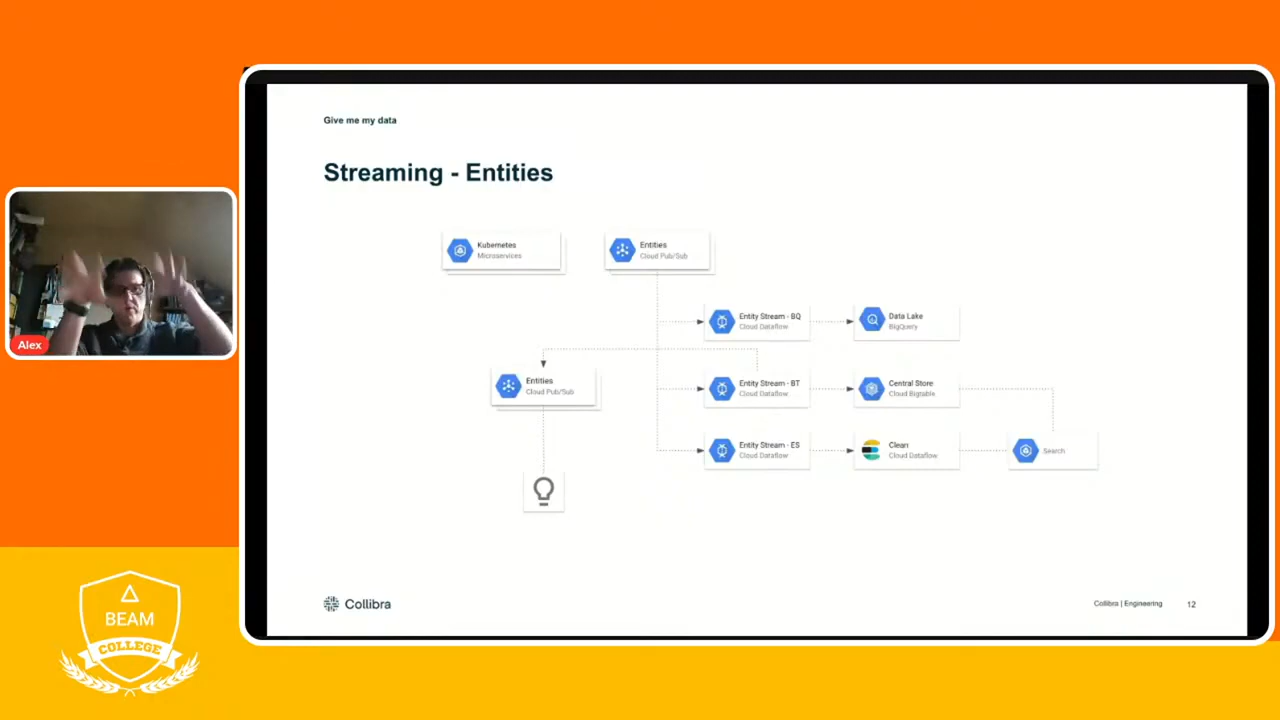 Give me my data
Streaming - Entities
Kubernetes
Microservices
Entities
Cloud Pub/Sub
Entity Stream - BQ
Cloud Dataflow
Data Lake
BigQuery
Entities
Cloud Pub/Sub
Entity Stream - BT
Cloud Dataflow
Central Store
Cloud Bigtable
Entity Stream - ES
Cloud Dataflow
Clean
Cloud Dataflow
Search
Alex
BEAM
COLLEGE
Collibra
Collibra | Engineering
12